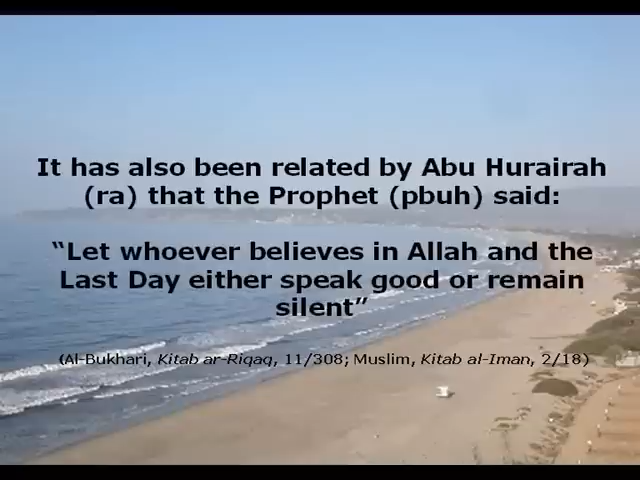 It has also been related by Abu Hurairah
(ra) that the Prophet (pbuh) said:
“Let whoever believes in Allah and the
Last Day either speak good or remain
silent”
(Al-Bukhari, Kitab ar-Riqaq, 11/308; Muslim, Kitab al-Iman, 2/18)